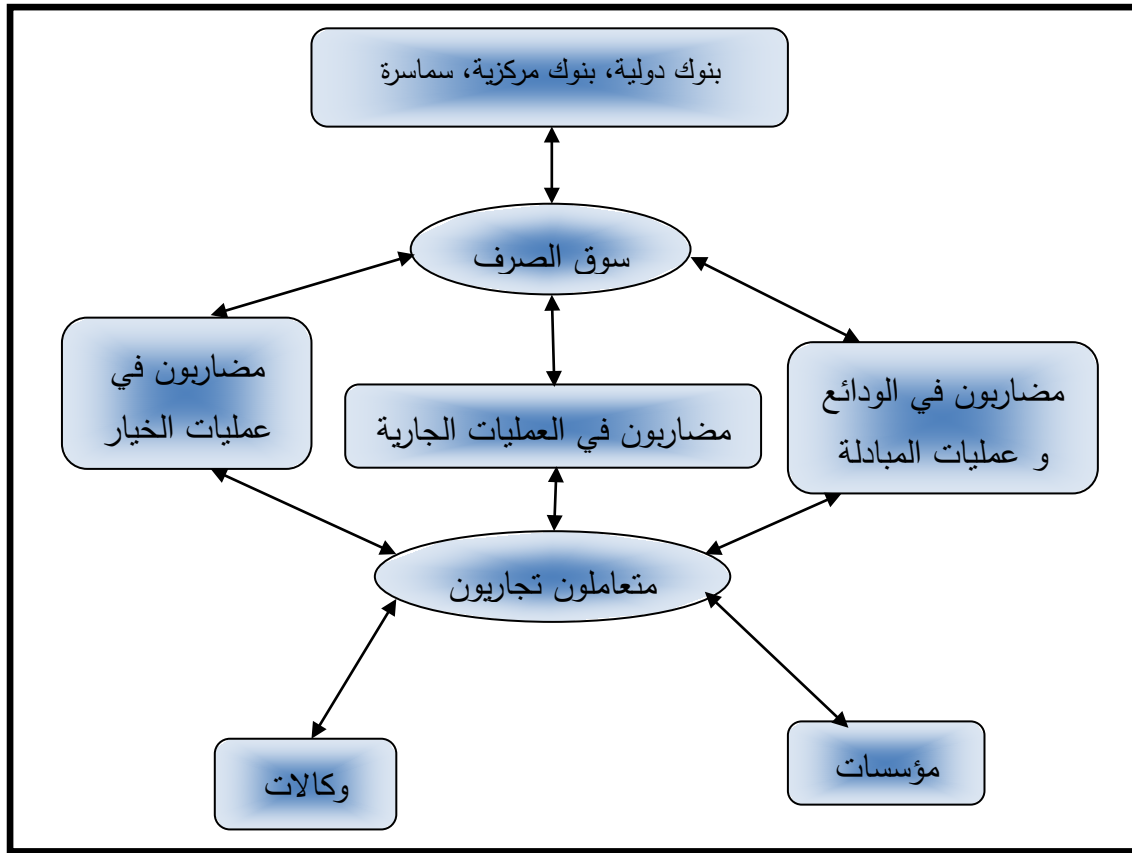 بنوك دولية، بنوك مركزية، سماسرة
سوق الصرف
مضاربون في الودائع
و عمليات المبادلة
مضاربون في العمليات الجارية
مضاربون في
عمليات الخيار
متعاملون تجاريون
مؤسسات
وكالات